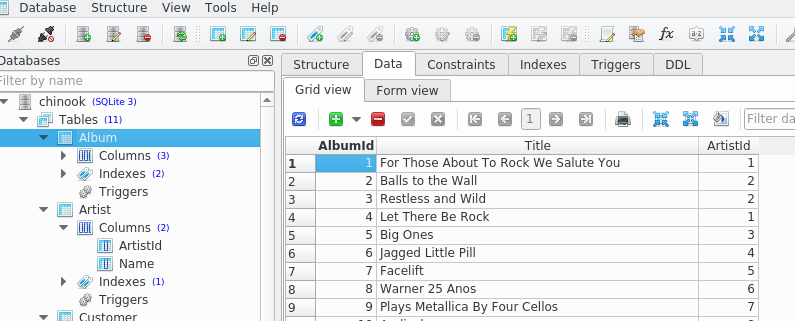 Database Structure View Tools Help
Databases
Filter by name
chinook (SQLite 3)
Tables (11)
Album
Columns (3)
Indexes (2)
Triggers
Artist
Columns (2)
ArtistId
Name
Indexes (1)
Triggers
Customer
Structure Data Constraints Indexes Triggers DDL
Grid view Form view
1 Filter da
AlbumId Title ArtistId
1 1 For Those About To Rock We Salute You 1
2 2 Balls to the Wall 2
3 3 Restless and Wild 2
4 4 Let There Be Rock 1
5 5 Big Ones 3
6 6 Jagged Little Pill 4
7 7 Facelift 5
8 8 Warner 25 Anos 6
9 9 Plays Metallica By Four Cellos 7